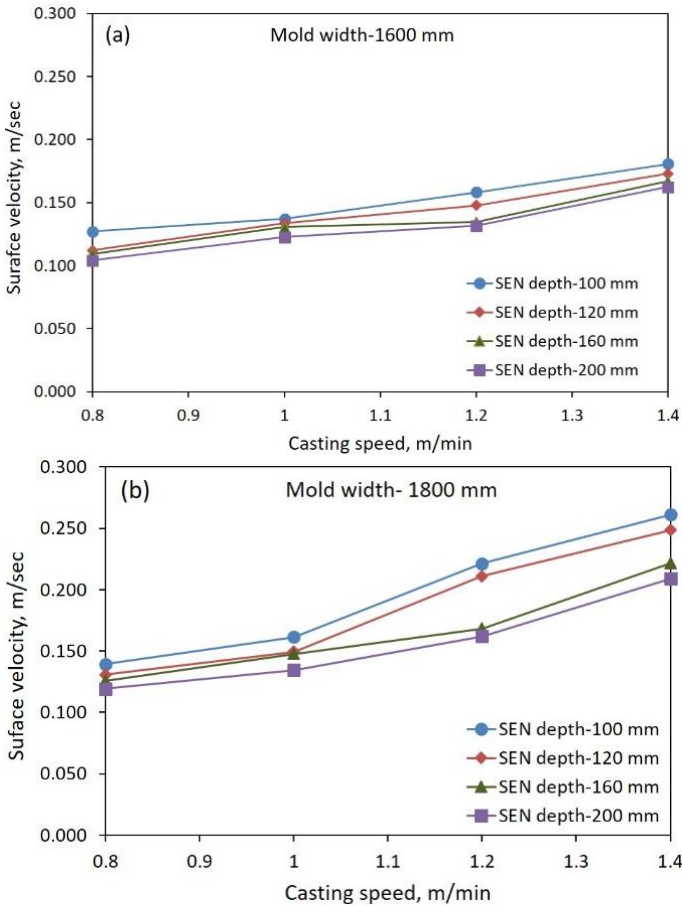 (a)
Mold width-1600 mm
Surafce velocity, m/sec
0.300
0.250
0.200
0.150
0.100
0.050
0.000
SEN depth-100 mm
SEN depth-120 mm
SEN depth-160 mm
SEN depth-200 mm
0.8 0.9 1 1.1 1.2 1.3 1.4
Casting speed, m/min
(b)
Mold width- 1800 mm
Suface velocity, m/sec
0.300
0.250
0.200
0.150
0.100
0.050
0.000
SEN depth-100 mm
SEN depth-120 mm
SEN depth-160 mm
SEN depth-200 mm
0.8 0.9 1 1.1 1.2 1.3 1.4
Casting speed, m/min